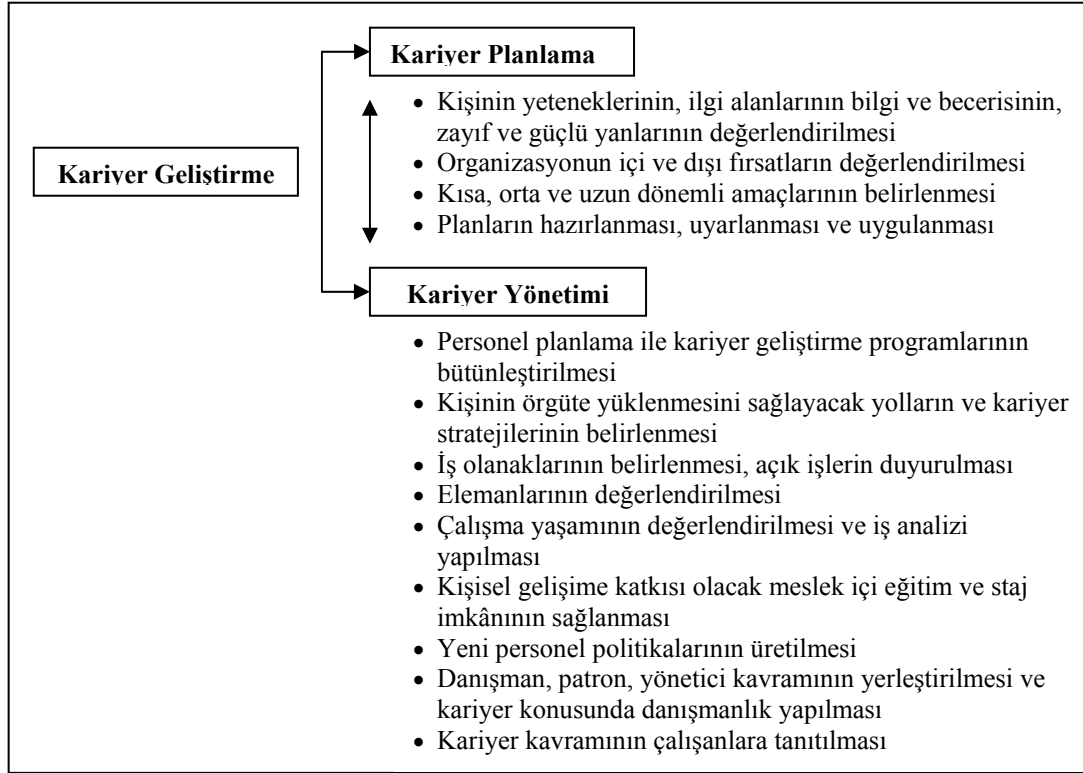 Kariyer Planlama
• Kişinin yeteneklerinin, ilgi alanlarının bilgi ve becerisinin,
zayıf ve güçlü yanlarının değerlendirilmesi
• Organizasyonun içi ve dışı fırsatların değerlendirilmesi
• Kısa, orta ve uzun dönemli amaçlarının belirlenmesi
• Planların hazırlanması, uyarlanması ve uygulanması
Kariyer Geliştirme
Kariyer Yönetimi
• Personel planlama ile kariyer geliştirme programlarının
bütünleştirilmesi
• Kişinin örgüte yüklenmesini sağlayacak yolların ve kariyer
stratejilerinin belirlenmesi
• İş olanaklarının belirlenmesi, açık işlerin duyurulması
• Elemanlarının değerlendirilmesi
• Çalışma yaşamının değerlendirilmesi ve iş analizi
yapılması
• Kişisel gelişime katkısı olacak meslek içi eğitim ve staj
imkânının sağlanması
• Yeni personel politikalarının üretilmesi
• Danışman, patron, yönetici kavramının yerleştirilmesi ve
kariyer konusunda danışmanlık yapılması
• Kariyer kavramının çalışanlara tanıtılması